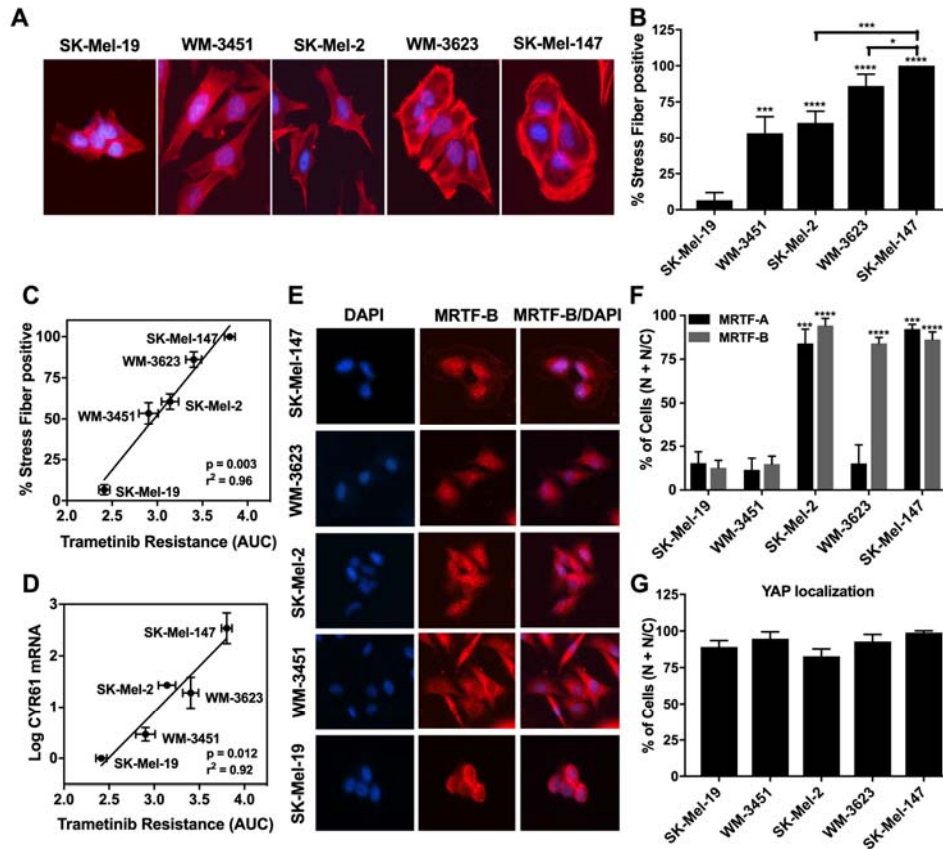 A
SK-Mel-19 WM-3451 SK-Mel-2 WM-3623 SK-Mel-147
B
% Stress Fiber positive
100
75
50
25
0
***
*
*** **** **** ****
SK-Mel-19 WM-3451 SK-Mel-2 WM-3623 SK-Mel-147
C
% Stress Fiber positive
100
75
50
25
0
SK-Mel-147
WM-3623
WM-3451
SK-Mel-2
SK-Mel-19
p = 0.003
r² = 0.96
2.0 2.5 3.0 3.5 4.0
Trametinib Resistance (AUC)
D
Log CYR61 mRNA
3
2
1
0
SK-Mel-147
SK-Mel-2
WM-3623
WM-3451
SK-Mel-19
p = 0.012
r² = 0.92
2.0 2.5 3.0 3.5 4.0
Trametinib Resistance (AUC)
E
DAPI MRTF-B MRTF-B/DAPI
SK-Mel-147
WM-3623
SK-Mel-2
WM-3451
SK-Mel-19
F
% of Cells (N + N/C)
100
75
50
25
0
MRTF-A
MRTF-B
*** **** **** *** ****
SK-Mel-19 WM-3451 SK-Mel-2 WM-3623 SK-Mel-147
G
YAP localization
% of Cells (N + N/C)
100
75
50
25
0
SK-Mel-19 WM-3451 SK-Mel-2 WM-3623 SK-Mel-147